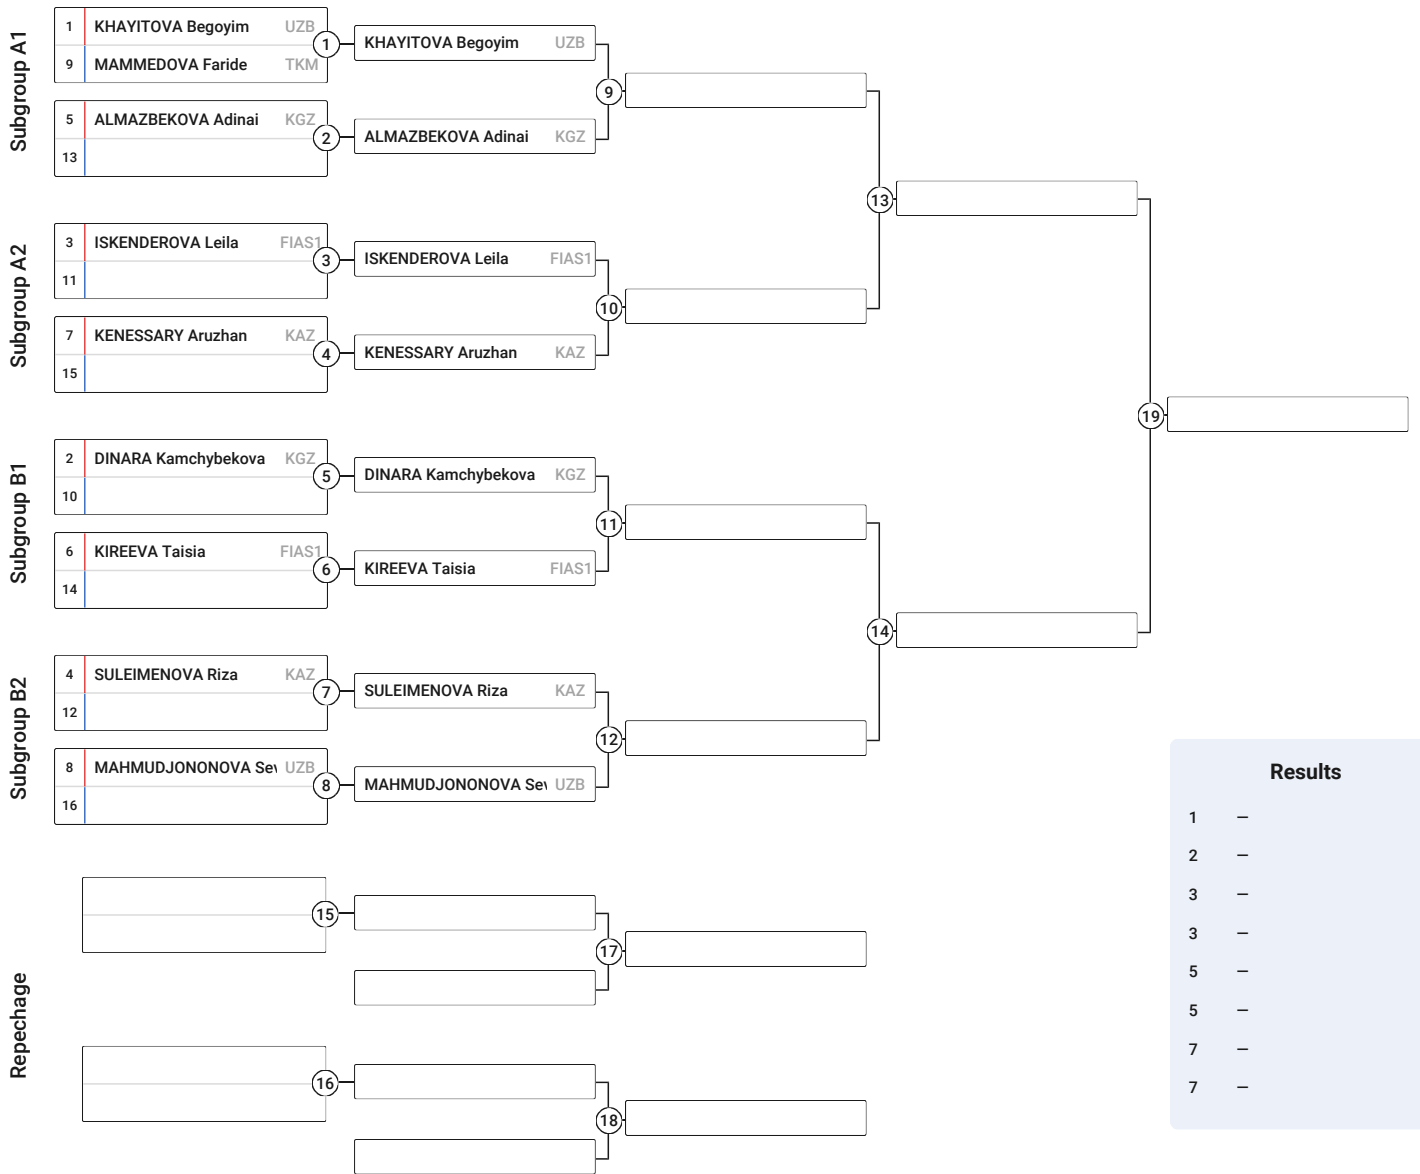 Subgroup A1
1 KHAYITOVA Begoyim UZB
9 MAMMEDOVA Faride TKM
1
KHAYITOVA Begoyim UZB
5 ALMAZBEKOVA Adinai KGZ
13
2
ALMAZBEKOVA Adinai KGZ
9
Subgroup A2
3 ISKENDEROVA Leila FIAS1
11
3
ISKENDEROVA Leila FIAS1
7 KENESSARY Aruzhan KAZ
15
4
KENESSARY Aruzhan KAZ
10
13
Subgroup B1
2 DINARA Kamchybekova KGZ
10
5
DINARA Kamchybekova KGZ
6 KIREEVA Taisia FIAS1
14
6
KIREEVA Taisia FIAS1
11
Subgroup B2
4 SULEIMENOVA Riza KAZ
12
7
SULEIMENOVA Riza KAZ
8 MAHMUDJONONOVA UZB
16
8
MAHMUDJONONOVA UZB
12
14
19
Repechage
15
17
16
18
Results
1 –
2 –
3 –
3 –
5 –
5 –
7 –
7 –